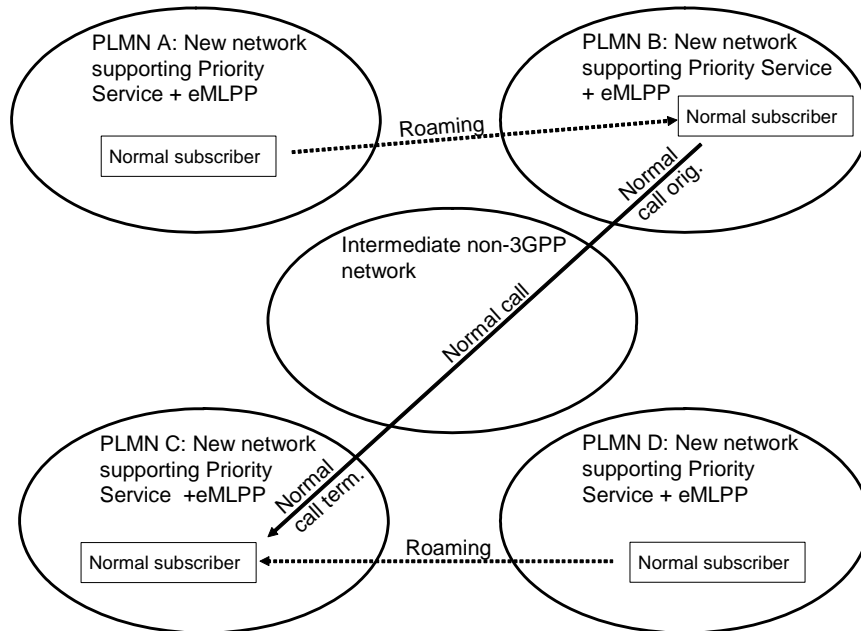 PLMN A: New network
supporting Priority
Service + eMLPP
Normal subscriber
Roaming
PLMN B: New network
supporting Priority Service
+ eMLPP
Normal subscriber
Normal
call orig.
Intermediate non-3GPP
network
Normal call
PLMN C: New network
supporting Priority
Service +eMLPP
Normal
call term.
Normal subscriber
Roaming
PLMN D: New network
supporting Priority
Service + eMLPP
Normal subscriber